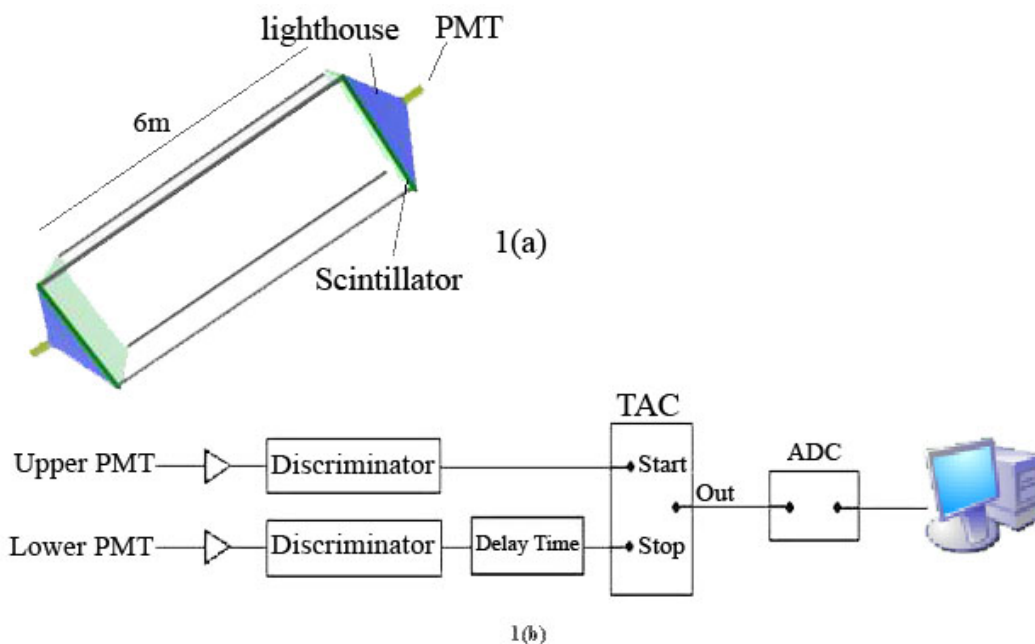 lighthouse
PMT
6m
1(a)
Scintillator
TAC
Upper PMT
Discriminator
Start
Out
ADC
Lower PMT
Discriminator
Delay Time
Stop
1(b)